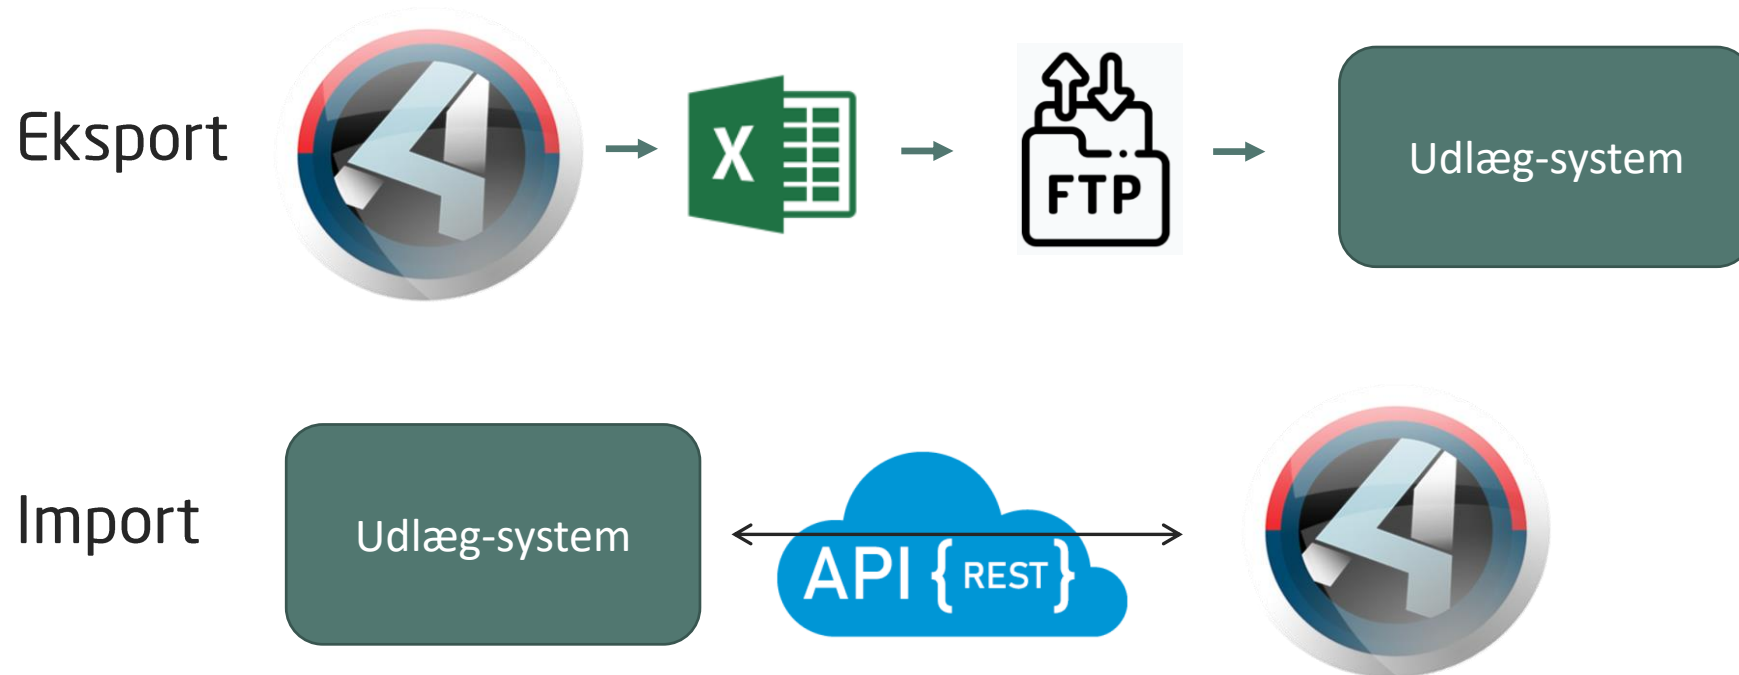 Eksport
X
FTP
Udlæg-system
Import
Udlæg-system
API { REST }